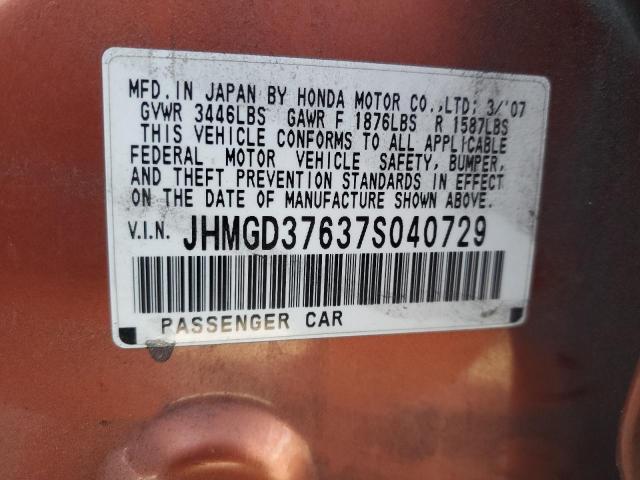 MFD. IN JAPAN BY HONDA MOTOR CO.,LTD; 3/'07
GVWR 3446LBS GAWR F 1876LBS R 1587LBS
THIS VEHICLE CONFORMS TO ALL APPLICABLE
FEDERAL MOTOR VEHICLE SAFETY, BUMPER,
AND THEFT PREVENTION STANDARDS IN EFFECT
ON THE DATE OF MANUFACTURE SHOWN ABOVE.
V.I.N. JHMGD37637S040729
PASSENGER CAR